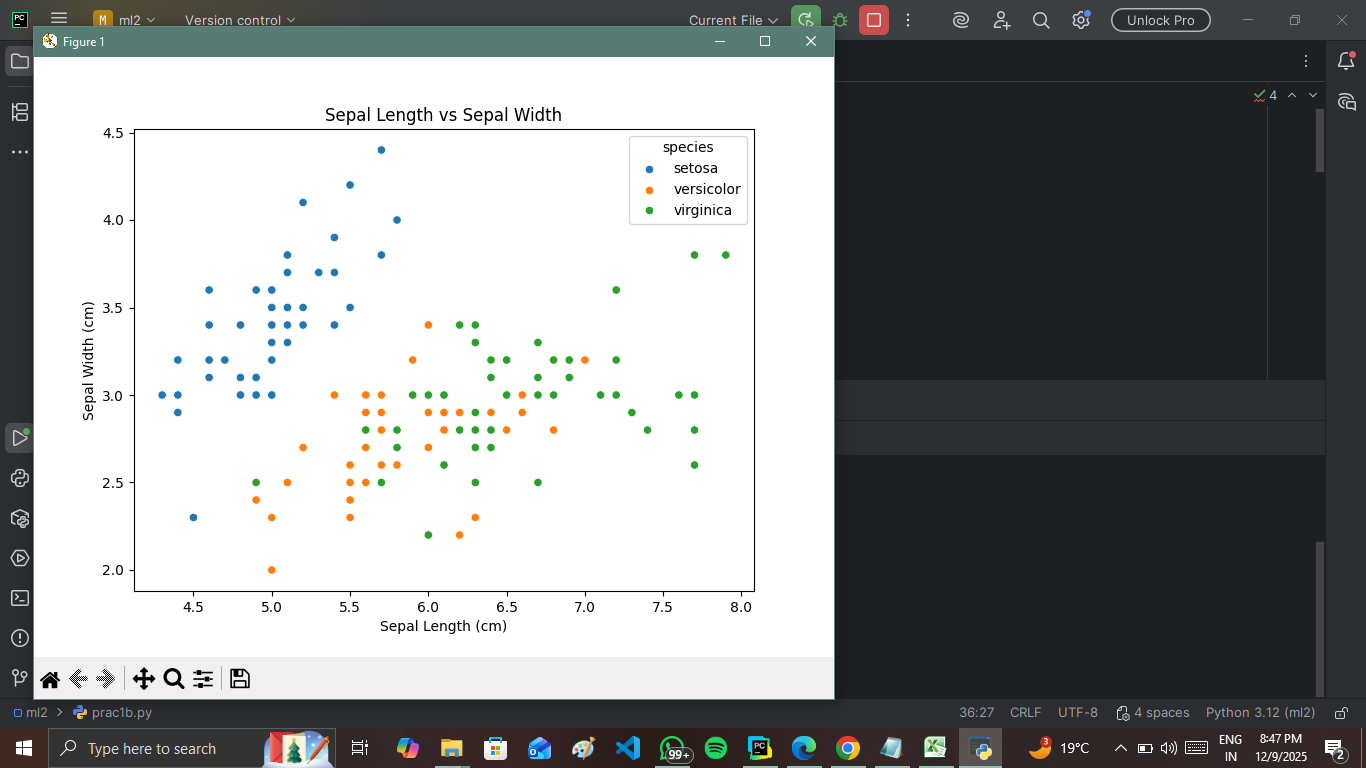 PC
M ml2
Version control
Current File
Unlock Pro
Figure 1
4
Sepal Length vs Sepal Width
species
setosa
versicolor
virginica
4.5
4.0
3.5
3.0
2.5
2.0
Sepal Width (cm)
4.5 5.0 5.5 6.0 6.5 7.0 7.5 8.0
Sepal Length (cm)
ml2 > prac1b.py
36:27 CRLF UTF-8 4 spaces Python 3.12 (ml2)
Type here to search
99+
PC
3
19°C
ENG
IN
8:47 PM
12/9/2025
2